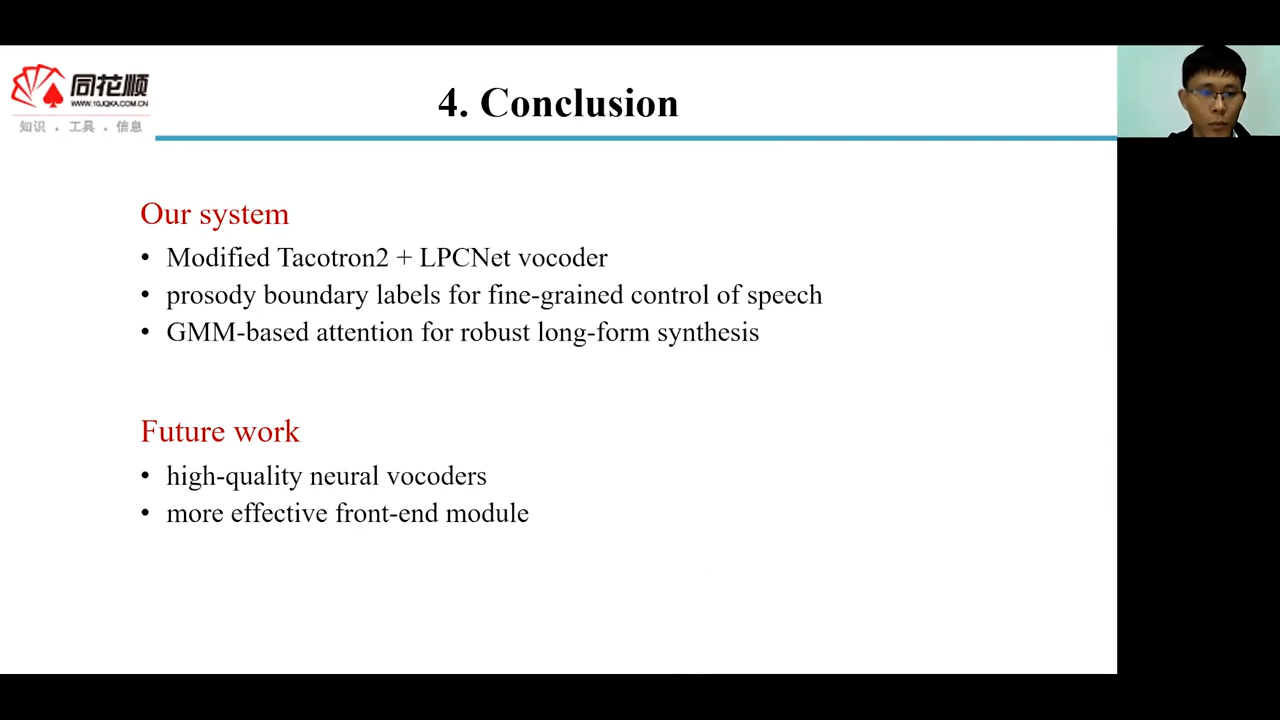 同花顺
WWW.10JQKA.COM.CN
知识 . 工具 . 信息
4. Conclusion
Our system
• Modified Tacotron2 + LPCNet vocoder
• prosody boundary labels for fine-grained control of speech
• GMM-based attention for robust long-form synthesis
Future work
• high-quality neural vocoders
• more effective front-end module